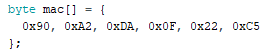 byte mac[] = {
  0x90, 0xA2, 0xDA, 0x0F, 0x22, 0xC5
};